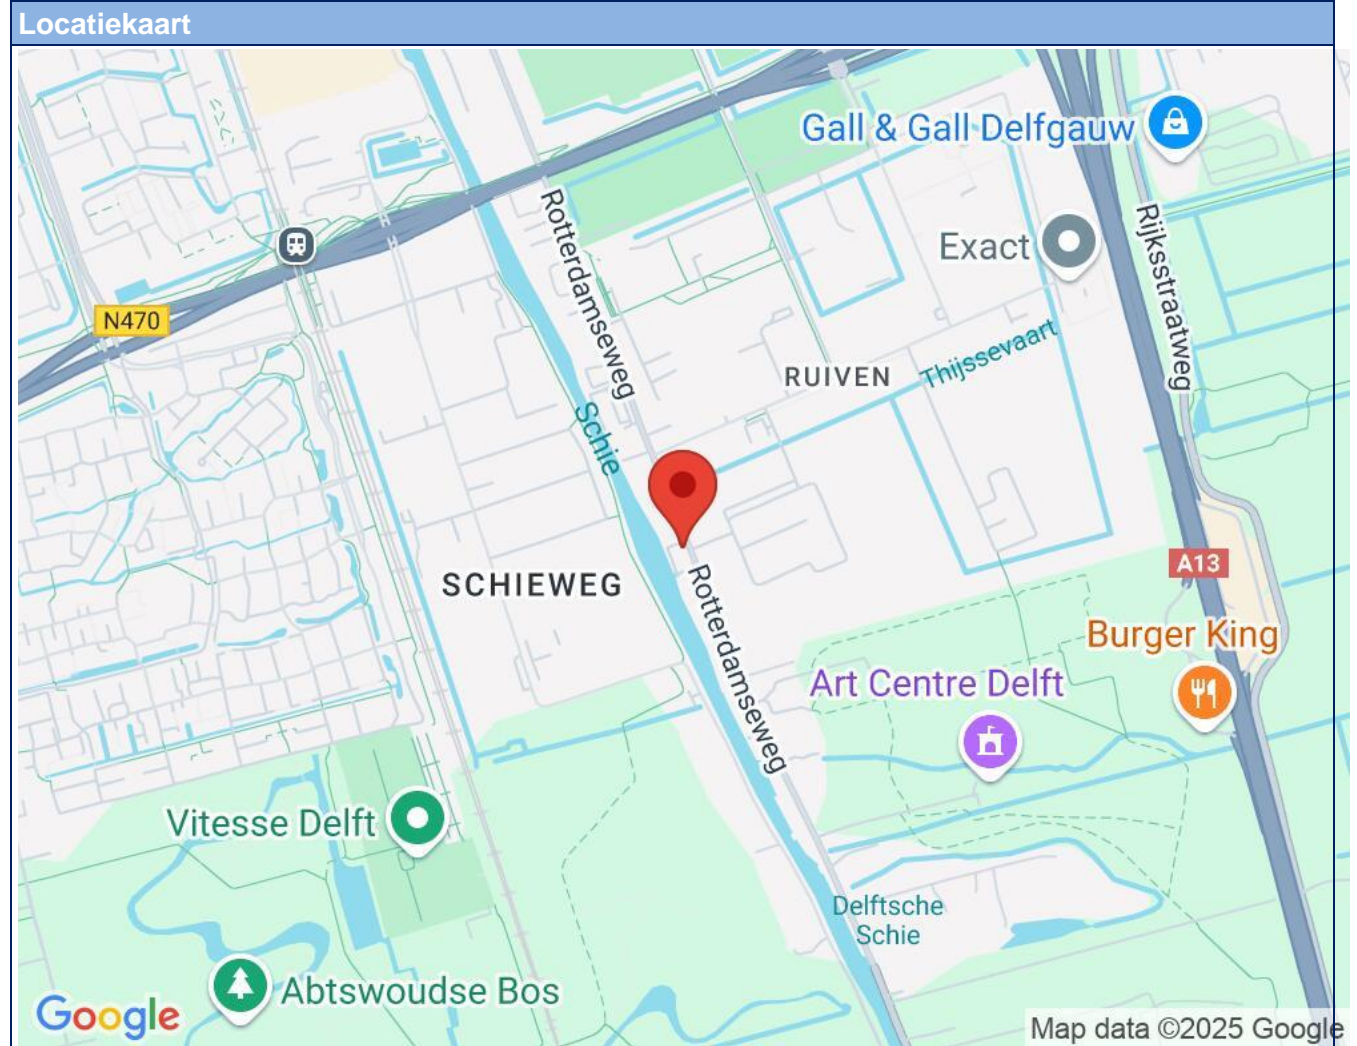 Locatiekaart
Gall & Gall Delfgauw
Rotterdamseweg
Rijksstraatweg
Exact
N470
Thijssevaart
RUIVEN
Schie
A13
SCHIEWEG
Rotterdamseweg
Burger King
Art Centre Delft
Vitesse Delft
Delftsche
Schie
Abtswoudse Bos
Google
Map data ©2025 Google